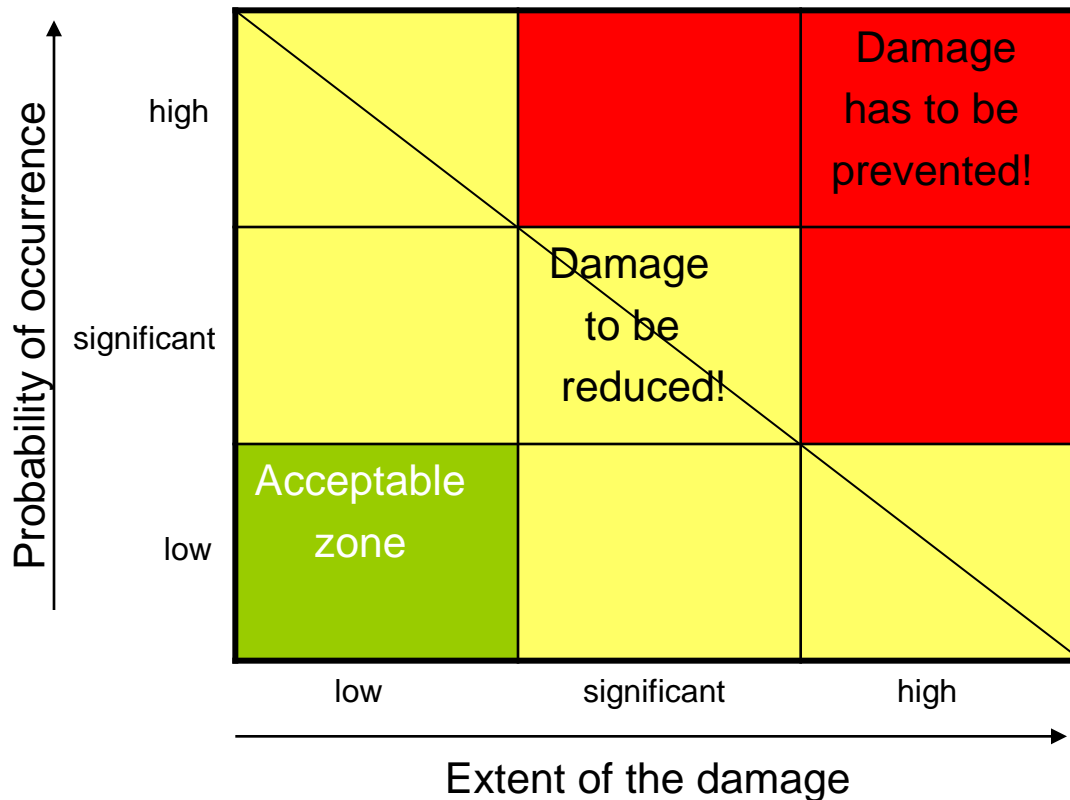 Probability of occurrence
high
significant
low
Damage
has to be
prevented!
Damage
to be
reduced!
Acceptable
zone
low
significant
high
Extent of the damage